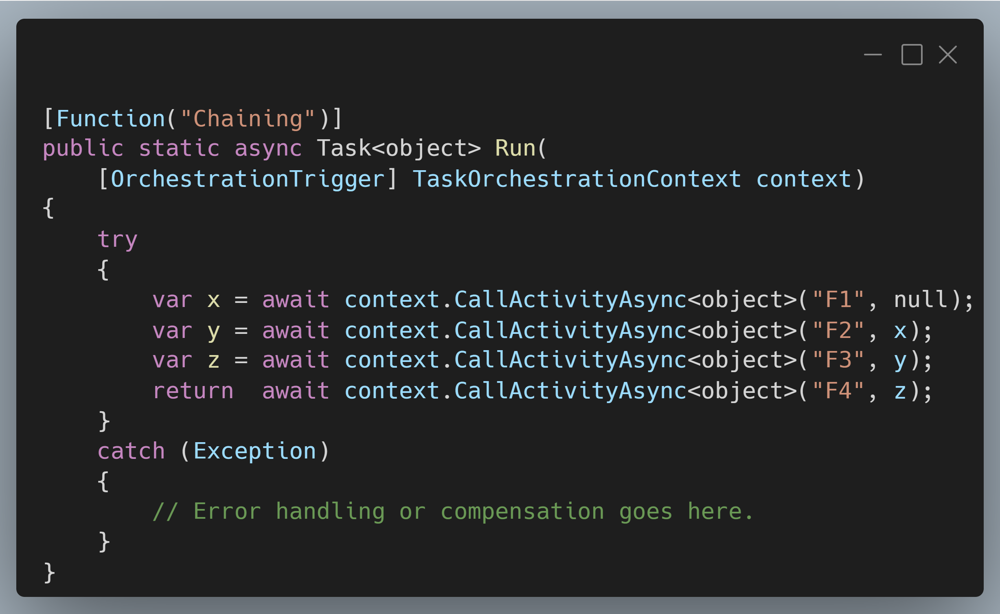 [Function("Chaining")]
public static async Task<object> Run(
    [OrchestrationTrigger] TaskOrchestrationContext context)
{
    try
    {
        var x = await context.CallActivityAsync<object>("F1", null);
        var y = await context.CallActivityAsync<object>("F2", x);
        var z = await context.CallActivityAsync<object>("F3", y);
        return  await context.CallActivityAsync<object>("F4", z);
    }
    catch (Exception)
    {
        // Error handling or compensation goes here.
    }
}